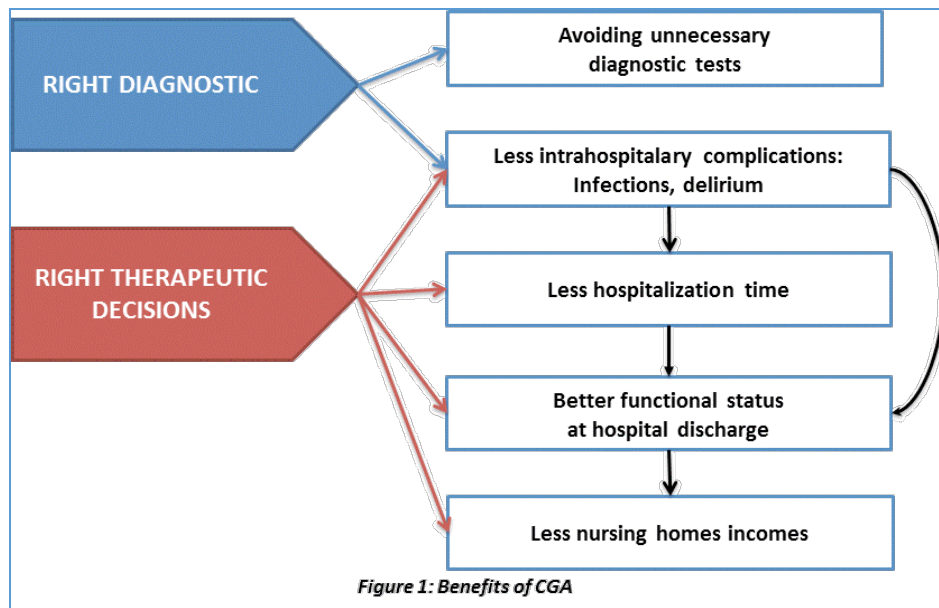 RIGHT DIAGNOSTIC
Avoiding unnecessary
diagnostic tests
Less intrahospitalary complications:
Infections, delirium
RIGHT THERAPEUTIC
DECISIONS
Less hospitalization time
Better functional status
at hospital discharge
Less nursing homes incomes
Figure 1: Benefits of CGA